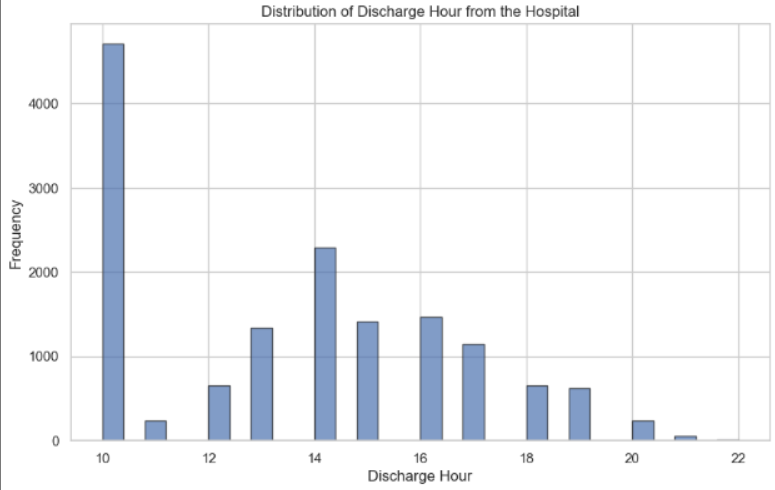 Distribution of Discharge Hour from the Hospital
4000
3000
2000
1000
0
Frequency
10 12 14 16 18 20 22
Discharge Hour